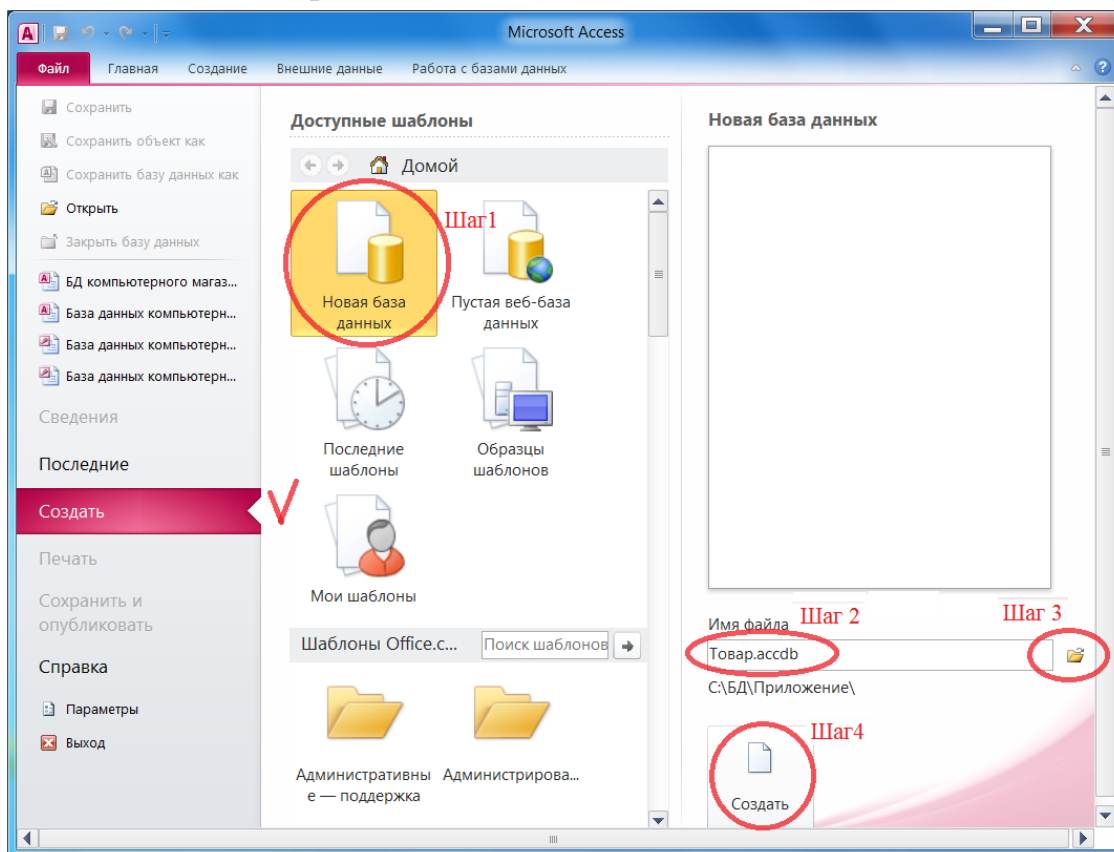 Microsoft Access
Файл Главная Создание Внешние данные Работа с базами данных
Сохранить
Сохранить объект как
Сохранить базу данных как
Открыть
Закрыть базу данных
БД компьютерного магаз...
База данных компьютерн...
База данных компьютерн...
База данных компьютерн...
Сведения
Последние
Создать
Печать
Сохранить и
опубликовать
Справка
Параметры
Выход
Доступные шаблоны
Домой
Шаг1
Новая база
данных
Пустая веб-база
данных
Последние
шаблоны
Образцы
шаблонов
Мои шаблоны
Шаблоны Office.c... Поиск шаблонов
Административны
е — поддержка
Администрирова...
Новая база данных
Имя файла
Шаг 2
Шаг 3
Товар.accdb
C:\БД\Приложение\
Шаг4
Создать